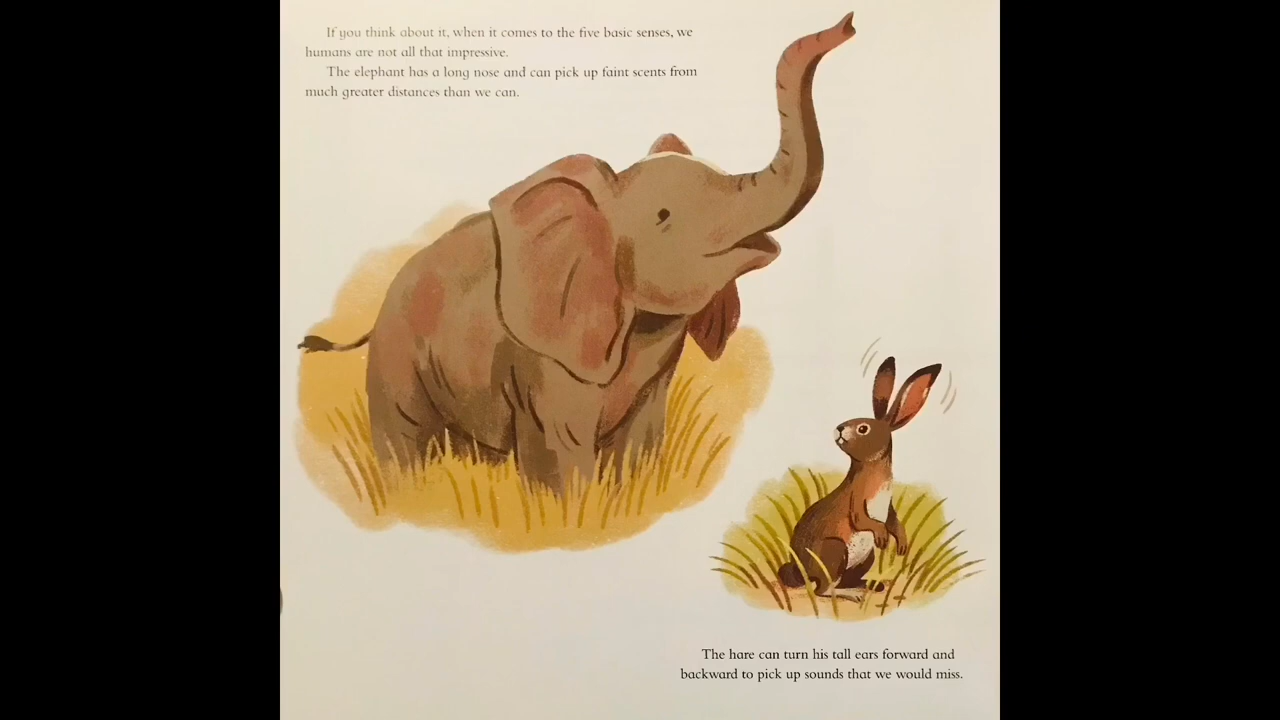 If you think about it, when it comes to the five basic senses, we
humans are not all that impressive.
The elephant has a long nose and can pick up faint scents from
much greater distances than we can.
The hare can turn his tall ears forward and
backward to pick up sounds that we would miss.